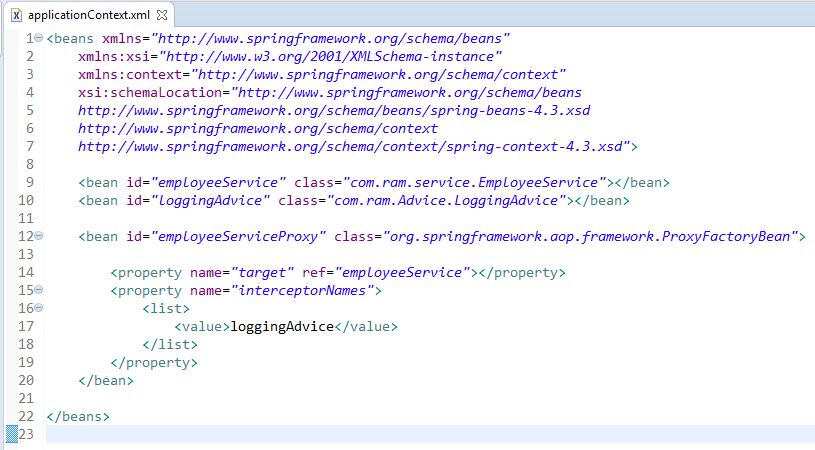 applicationContext.xml
1 <beans xmlns="http://www.springframework.org/schema/beans"
2 xmlns:xsi="http://www.w3.org/2001/XMLSchema-instance"
3 xmlns:context="http://www.springframework.org/schema/context"
4 xsi:schemaLocation="http://www.springframework.org/schema/beans
5 http://www.springframework.org/schema/beans/spring-beans-4.3.xsd
6 http://www.springframework.org/schema/context
7 http://www.springframework.org/schema/context/spring-context-4.3.xsd">
8
9 <bean id="employeeService" class="com.ram.service.EmployeeService"></bean>
10 <bean id="loggingAdvice" class="com.ram.Advice.LoggingAdvice"></bean>
11
12 <bean id="employeeServiceProxy" class="org.springframework.aop.framework.ProxyFactoryBean">
13
14 <property name="target" ref="employeeService"></property>
15 <property name="interceptorNames">
16 <list>
17 <value>loggingAdvice</value>
18 </list>
19 </property>
20 </bean>
21
22 </beans>
23